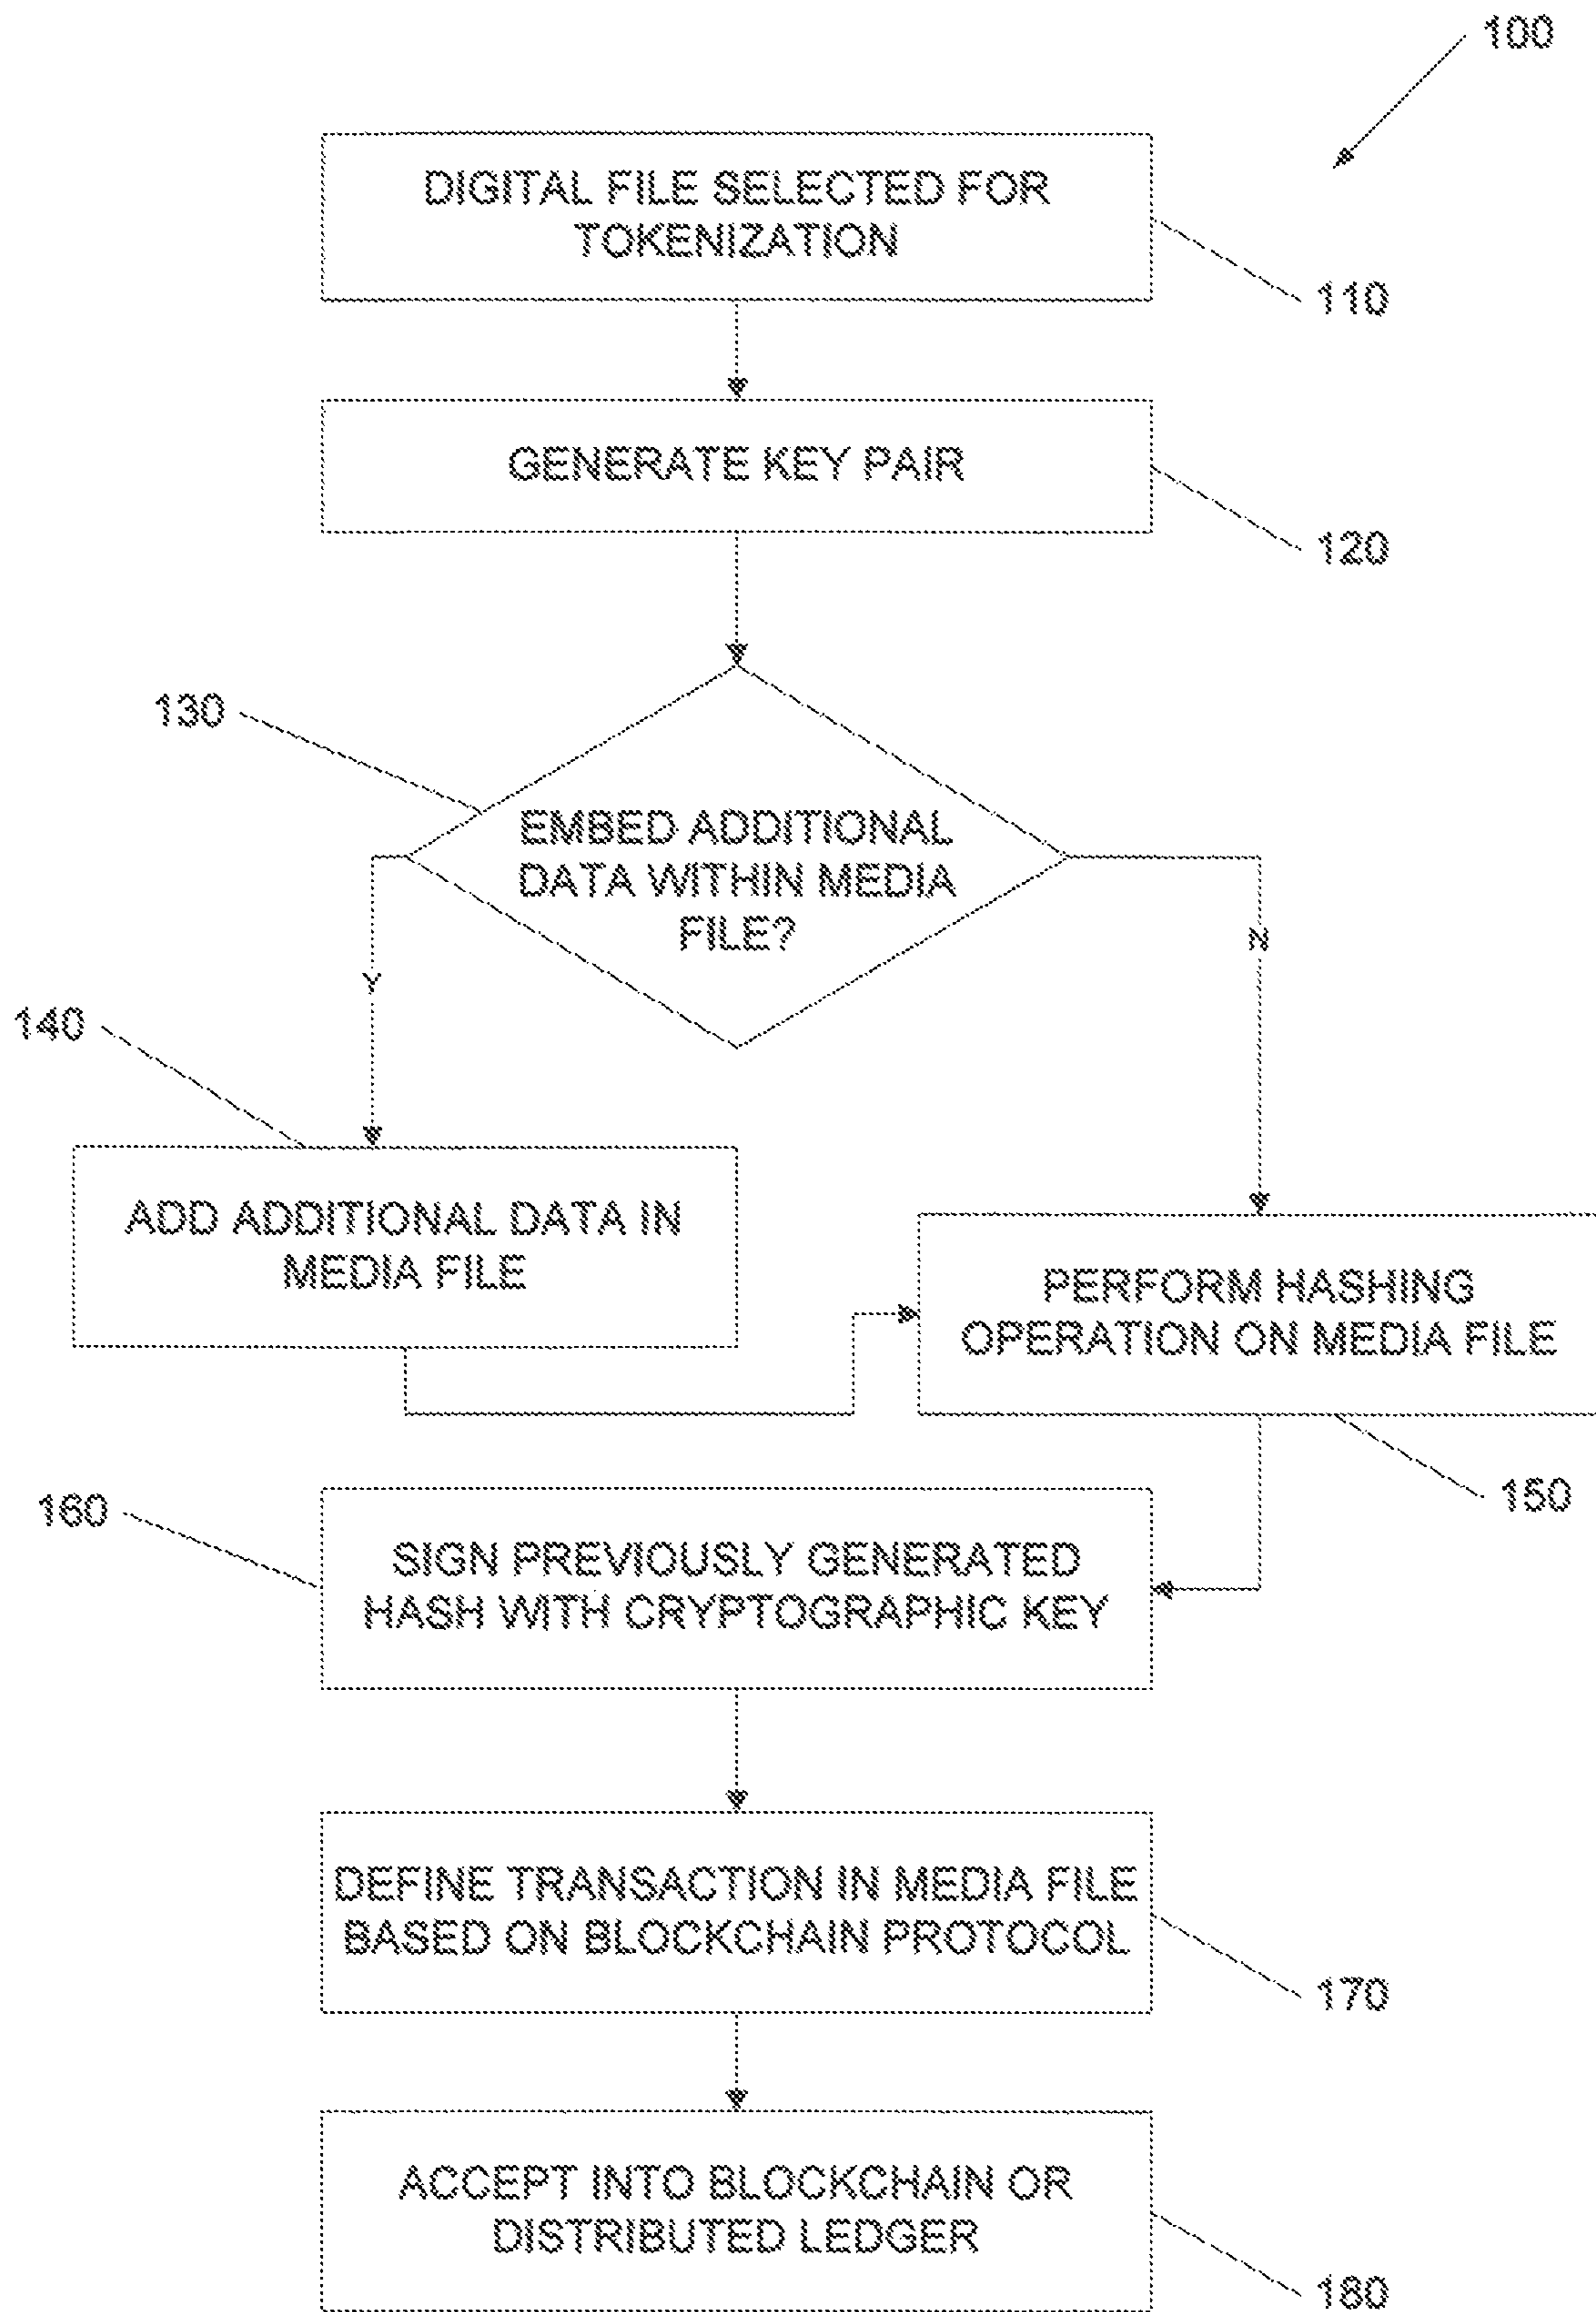 100
DIGITAL FILE SELECTED FOR
TOKENIZATION
110
GENERATE KEY PAIR
120
130
EMBED ADDITIONAL
DATA WITHIN MEDIA
FILE?
Y
N
140
ADD ADDITIONAL DATA IN
MEDIA FILE
PERFORM HASHING
OPERATION ON MEDIA FILE
150
160
SIGN PREVIOUSLY GENERATED
HASH WITH CRYPTOGRAPHIC KEY
DEFINE TRANSACTION IN MEDIA FILE
BASED ON BLOCKCHAIN PROTOCOL
170
ACCEPT INTO BLOCKCHAIN OR
DISTRIBUTED LEDGER
180